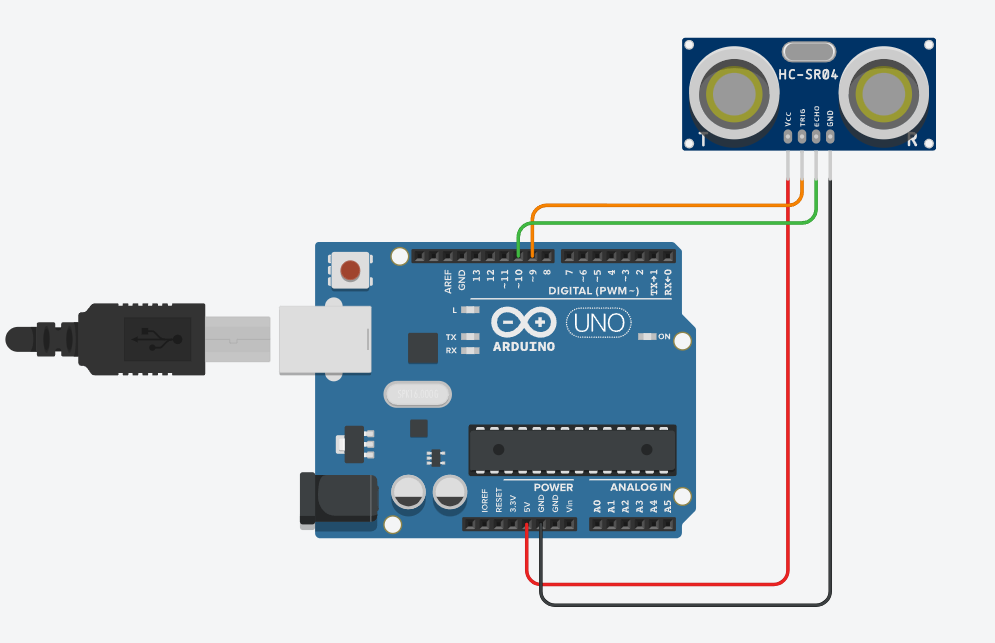 HC-SR04
VCC
TRIG
ECHO
GND
T
R
AREF
GND
13
12
~11
~10
~9
8
7
~6
~5
4
~3
2
TX→1
RX←0
DIGITAL (PWM~)
L
TX
RX
ARDUINO
UNO
ON
POWER
ANALOG IN
IOREF
RESET
3.3V
5V
GND
GND
Vin
A0
A1
A2
A3
A4
A5